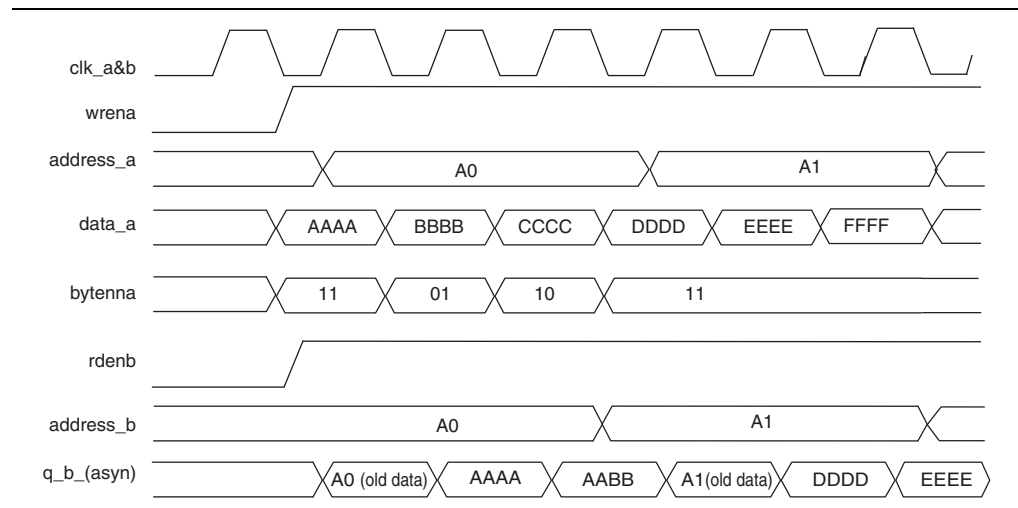 clk_a&b
wrena
address_a A0 A1
data_a AAAA BBBB CCCC DDDD EEEE FFFF
bytenna 11 01 10 11
rdenb
address_b A0 A1
q_b_(asyn) A0 (old data) AAAA AABB A1(old data) DDDD EEEE